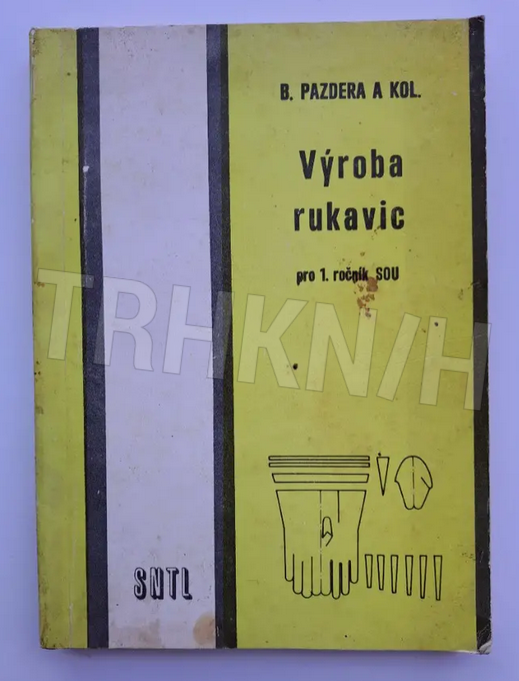 B. PAZDERA A KOL.
Výroba
rukavic
pro 1. ročník SOU
TRHKNIH
SNTL